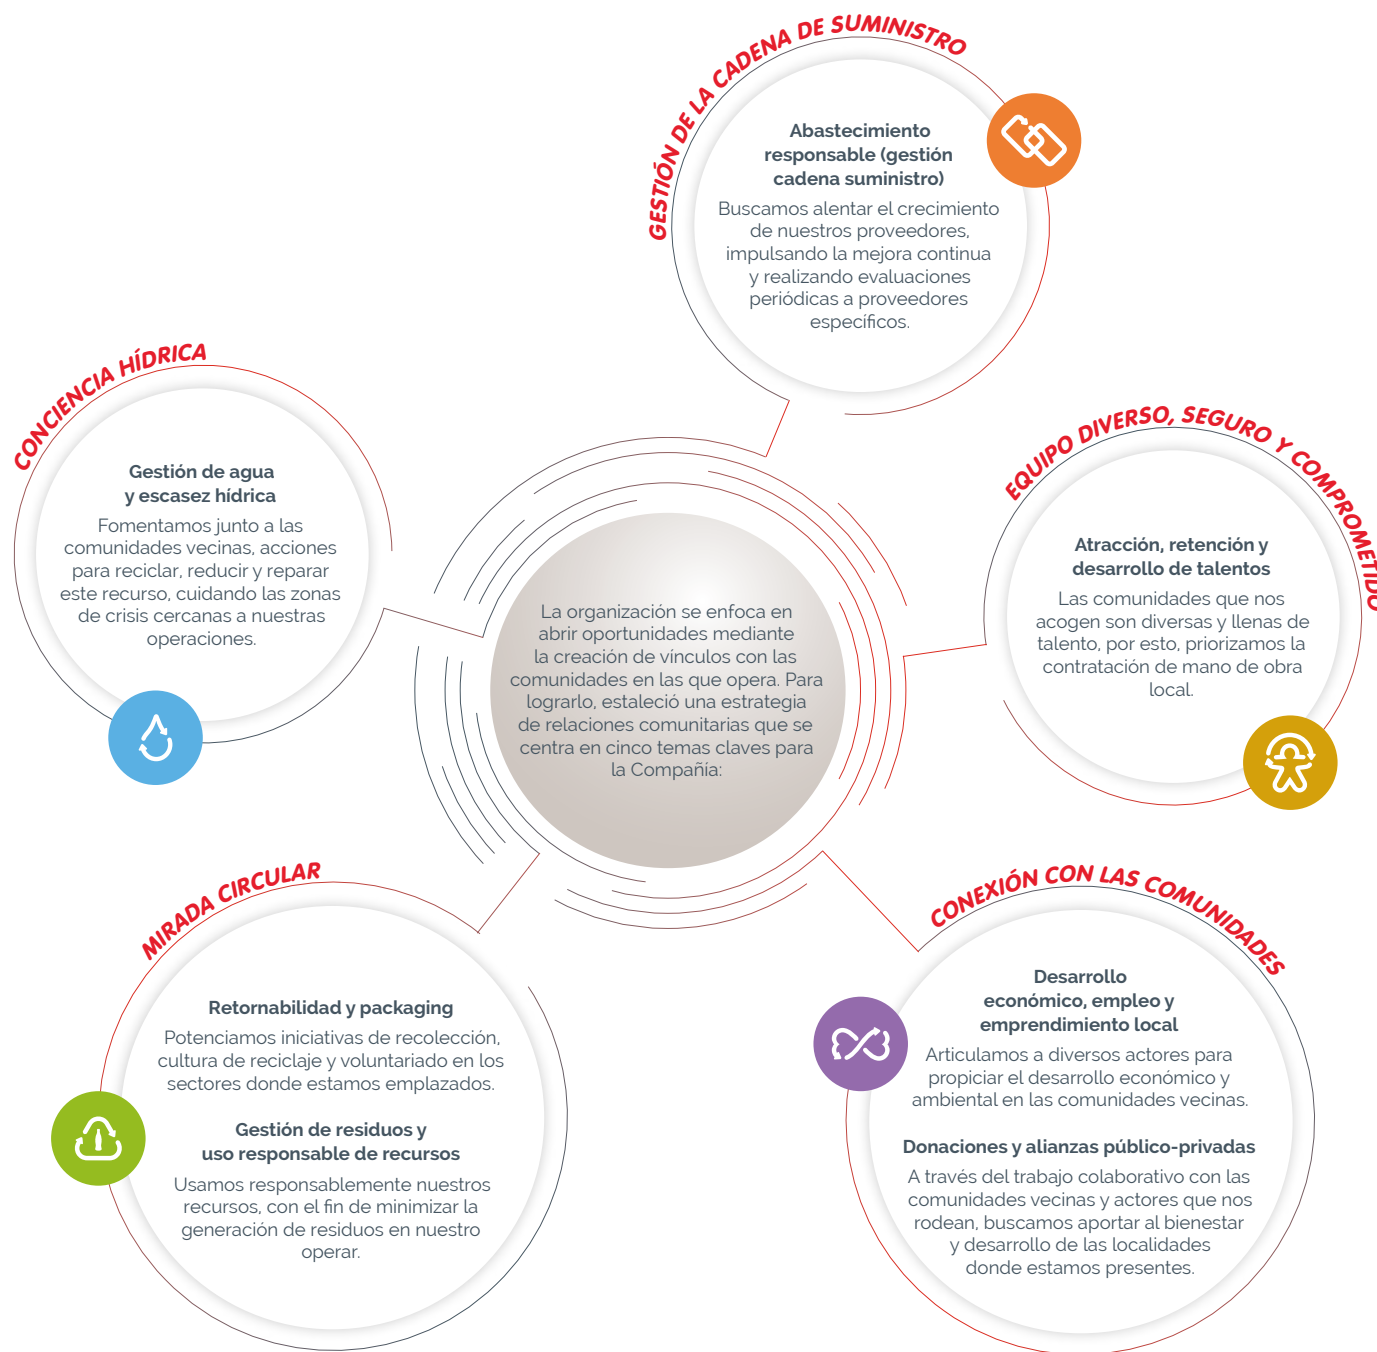 GESTIÓN DE LA CADENA DE SUMINISTRO
Abastecimiento
responsable (gestión
cadena suministro)
Buscamos alentar el crecimiento
de nuestros proveedores,
impulsando la mejora continua
y realizando evaluaciones
periódicas a proveedores
específicos.
CONCIENCIA HÍDRICA
Gestión de agua
y escasez hídrica
Fomentamos junto a las
comunidades vecinas, acciones
para reciclar, reducir y reparar
este recurso, cuidando las zonas
de crisis cercanas a nuestras
operaciones.
EQUIPO DIVERSO, SEGURO Y COMPROMETIDO
Atracción, retención y
desarrollo de talentos
Las comunidades que nos
acogen son diversas y llenas de
talento, por esto, priorizamos la
contratación de mano de obra
local.
La organización se enfoca en
abrir oportunidades mediante
la creación de vínculos con las
comunidades en las que opera. Para
lograrlo, estaleció una estrategia
de relaciones comunitarias que se
centra en cinco temas claves para
la Compañía:
MIRADA CIRCULAR
Retornabilidad y packaging
Potenciamos iniciativas de recolección,
cultura de reciclaje y voluntariado en los
sectores donde estamos emplazados.
Gestión de residuos y
uso responsable de recursos
Usamos responsablemente nuestros
recursos, con el fin de minimizar la
generación de residuos en nuestro
operar.
CONEXIÓN CON LAS COMUNIDADES
Desarrollo
económico, empleo y
emprendimiento local
Articulamos a diversos actores para
propiciar el desarrollo económico y
ambiental en las comunidades vecinas.
Donaciones y alianzas público-privadas
A través del trabajo colaborativo con las
comunidades vecinas y actores que nos
rodean, buscamos aportar al bienestar
y desarrollo de las localidades
donde estamos presentes.